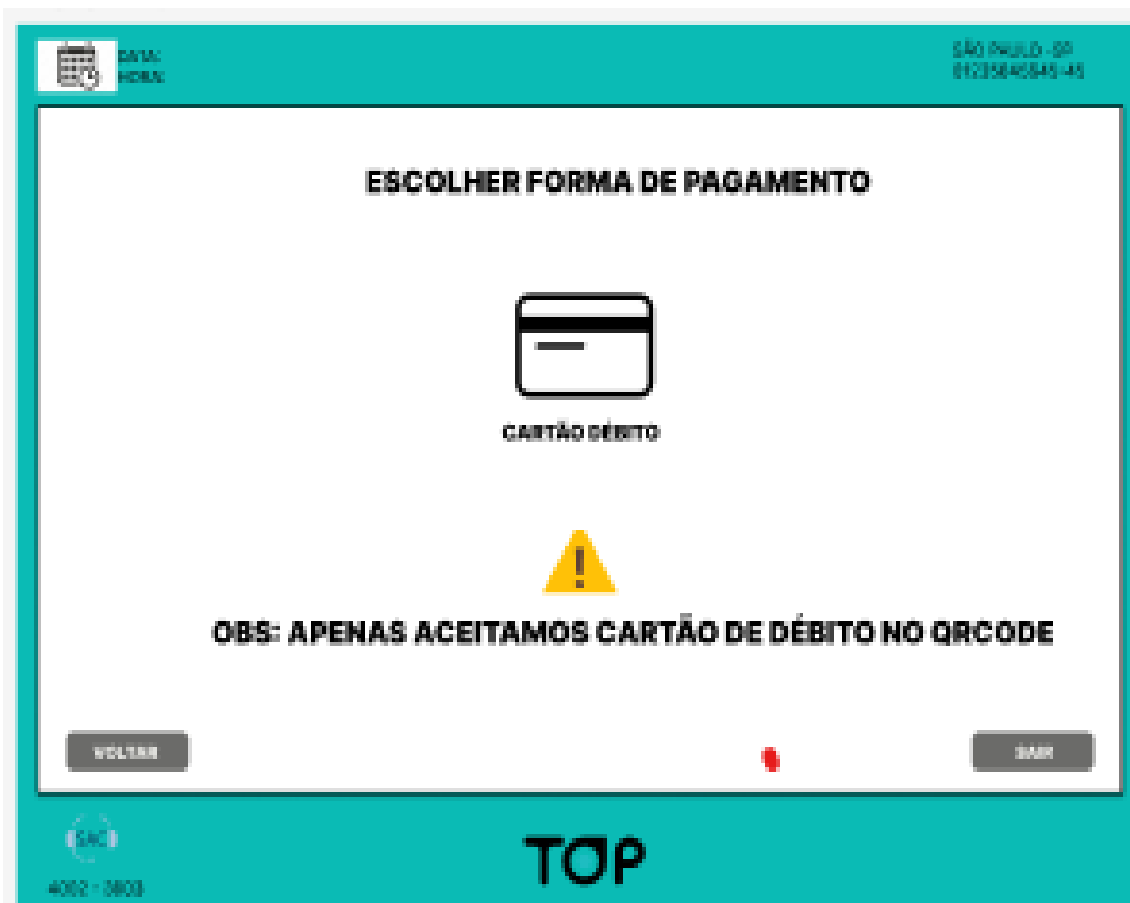 DATA:
HORA:
SÃO PAULO - SP
ESCOLHER FORMA DE PAGAMENTO
CARTÃO DÉBITO
OBS: APENAS ACEITAMOS CARTÃO DE DÉBITO NO QRCODE
VOLTAR
SAIR
SAC
TOP